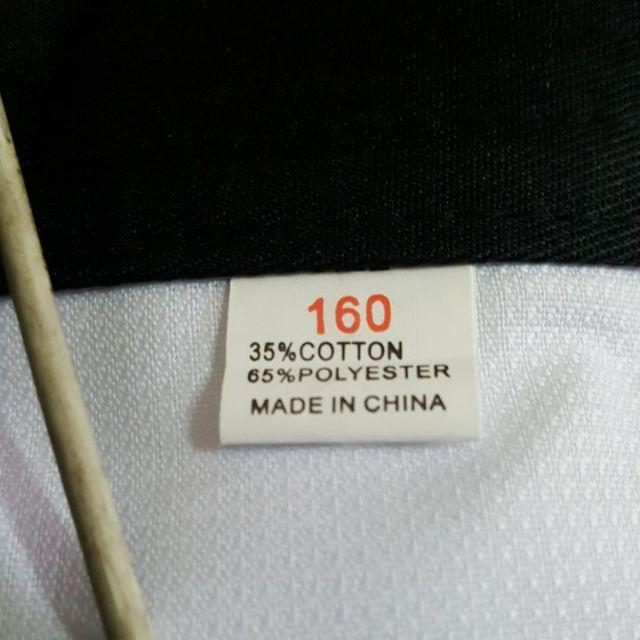 160
35%COTTON
65%POLYESTER
MADE IN CHINA